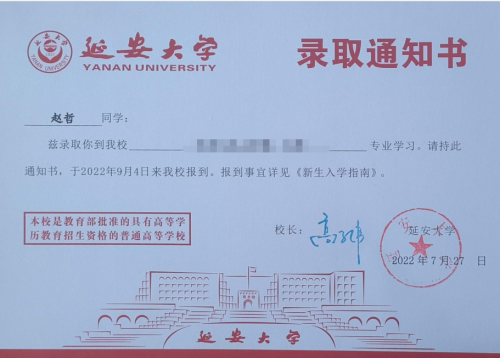 延安大学
YANAN UNIVERSITY
录取通知书
赵哲 同学:
兹录取你到我校 专业学习。请持此
通知书,于2022年9月4日来我校报到。报到事宜详见《新生入学指南》。
本校是教育部批准的具有高等学
历教育招生资格的普通高等学校
校长:
延安大学
2022年7月27日
延安大学